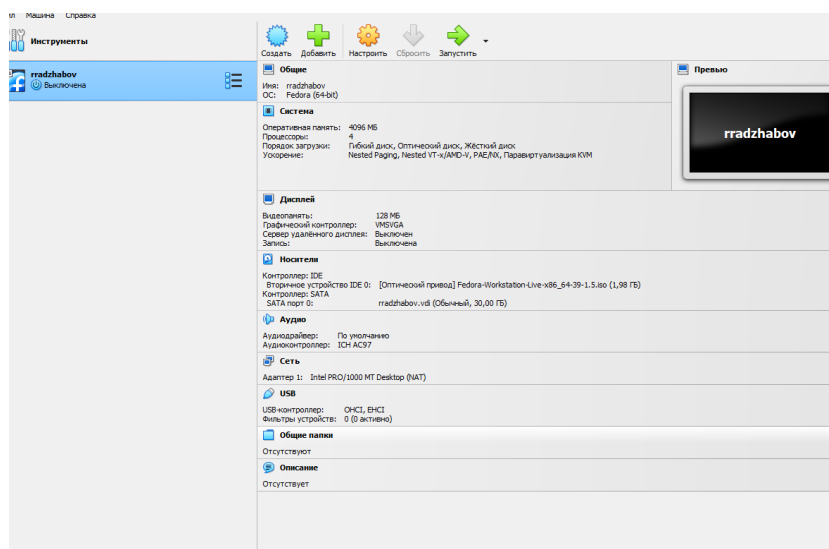 Машина Справка
Инструменты
Создать Добавить Настроить Сбросить Запустить
rradzhabov
Выключена
Общие
Имя: rradzhabov
ОС: Fedora (64-bit)
Превью
rradzhabov
Система
Оперативная память: 4096 МБ
Процессоры: 4
Порядок загрузки: Гибкий диск, Оптический диск, Жёсткий диск
Ускорение: Nested Paging, Nested VT-x/AMD-V, PAE/NX, Паравиртуализация KVM
Дисплей
Видеопамять: 128 МБ
Графический контроллер: VMSVGA
Сервер удалённого дисплея: Выключен
Запись: Выключена
Носители
Контроллер: IDE
Вторичное устройство IDE 0: [Оптический привод] Fedora-Workstation-Live-x86_64-39-1.5.iso (1,98 ГБ)
Контроллер: SATA
SATA порт 0: rradzhabov.vdi (Обычный, 30,00 ГБ)
Аудио
Аудиодрайвер: По умолчанию
Аудиоконтроллер: ICH AC97
Сеть
Адаптер 1: Intel PRO/1000 MT Desktop (NAT)
USB
USB-контроллер: OHCI, EHCI
Фильтры устройств: 0 (0 активно)
Общие папки
Отсутствуют
Описание
Отсутствует